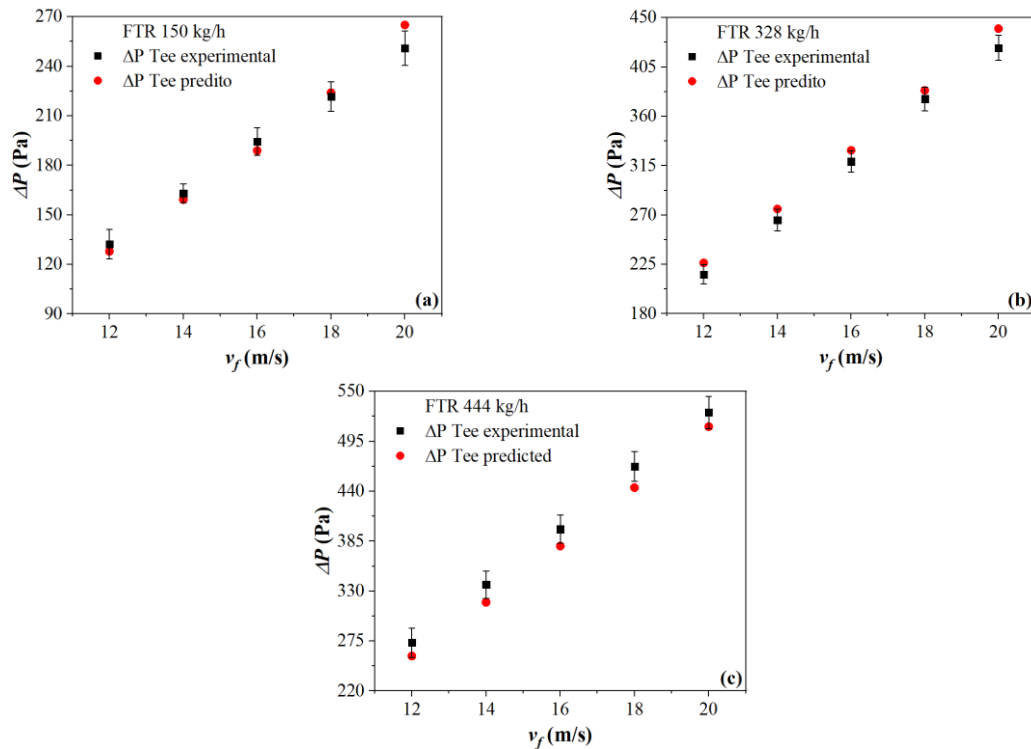 FTR 150 kg/h
ΔP Tee experimental
ΔP Tee predito
270
240
210
180
150
120
90
ΔP (Pa)
12 14 16 18 20
v_f (m/s)
(a)
FTR 328 kg/h
ΔP Tee experimental
ΔP Tee predito
450
405
360
315
270
225
180
ΔP (Pa)
12 14 16 18 20
v_f (m/s)
(b)
FTR 444 kg/h
ΔP Tee experimental
ΔP Tee predicted
550
495
440
385
330
275
220
ΔP (Pa)
12 14 16 18 20
v_f (m/s)
(c)